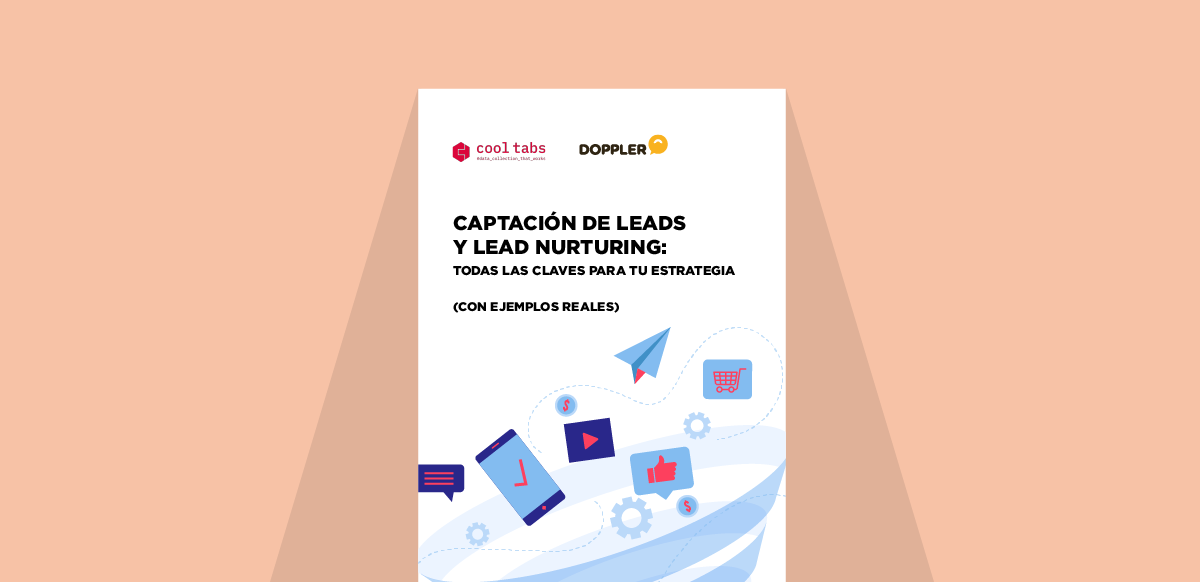 cool tabs
#data_collection_that_works
DOPPLER
CAPTACIÓN DE LEADS
Y LEAD NURTURING:
TODAS LAS CLAVES PARA TU ESTRATEGIA
(CON EJEMPLOS REALES)
$
$